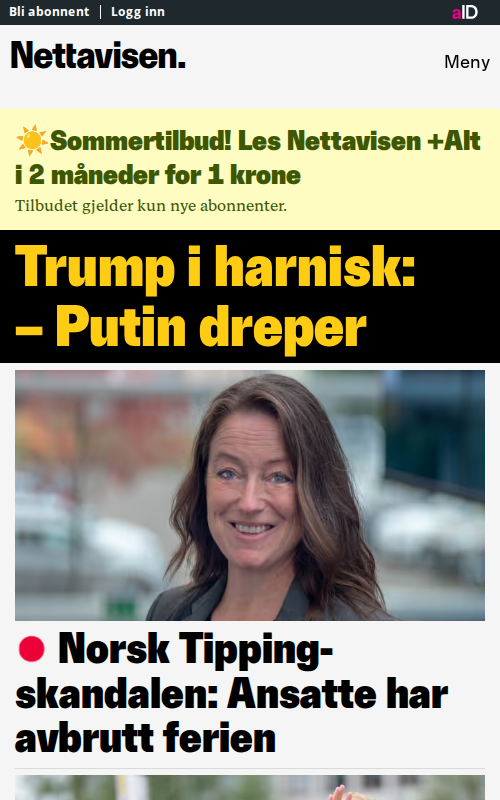 Bli abonnent | Logg inn
aID
Nettavisen.
Meny
☀️Sommertilbud! Les Nettavisen +Alt
i 2 måneder for 1 krone
Tilbudet gjelder kun nye abonnenter.
Trump i harnisk:
– Putin dreper
Norsk Tipping-
skandalen: Ansatte har
avbrutt ferien